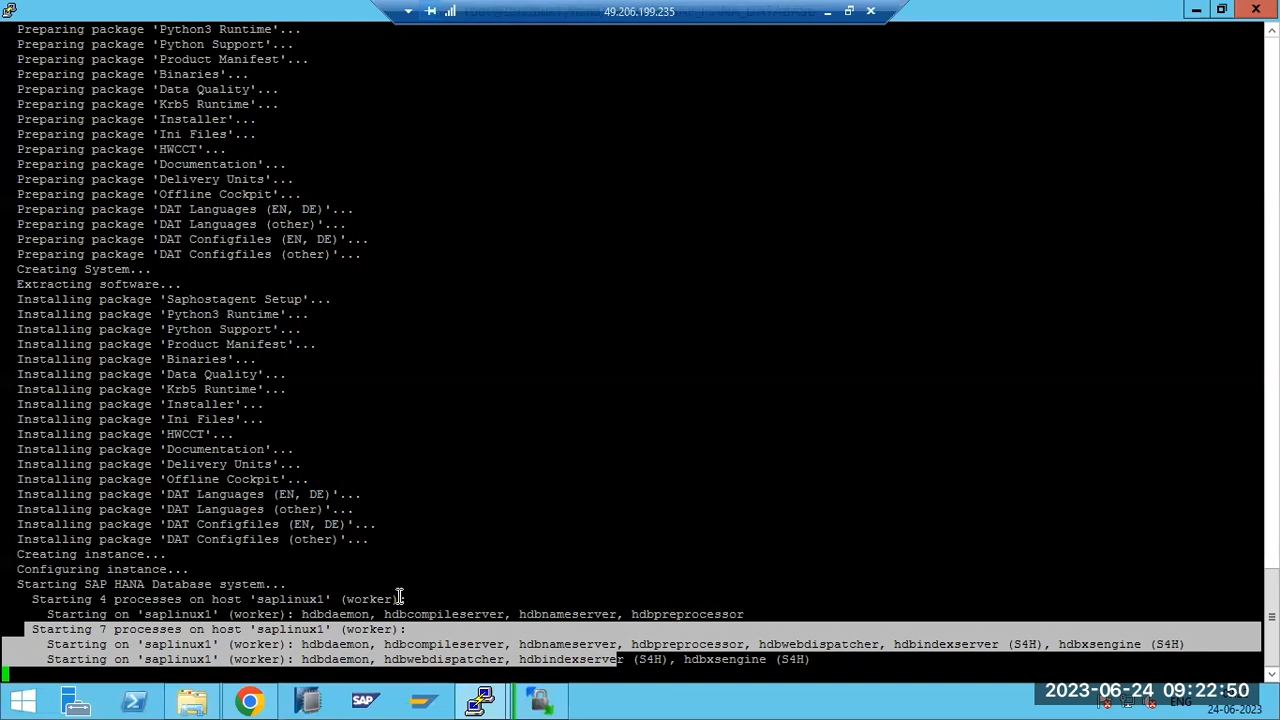 49.206.199.235
Preparing package 'Python3 Runtime'...
Preparing package 'Python Support'...
Preparing package 'Product Manifest'...
Preparing package 'Binaries'...
Preparing package 'Data Quality'...
Preparing package 'Krb5 Runtime'...
Preparing package 'Installer'...
Preparing package 'Ini Files'...
Preparing package 'HWCCT'...
Preparing package 'Documentation'...
Preparing package 'Delivery Units'...
Preparing package 'Offline Cockpit'...
Preparing package 'DAT Languages (EN, DE)'...
Preparing package 'DAT Languages (other)'...
Preparing package 'DAT Configfiles (EN, DE)'...
Preparing package 'DAT Configfiles (other)'...
Creating System...
Extracting software...
Installing package 'Saphostagent Setup'...
Installing package 'Python3 Runtime'...
Installing package 'Python Support'...
Installing package 'Product Manifest'...
Installing package 'Binaries'...
Installing package 'Data Quality'...
Installing package 'Krb5 Runtime'...
Installing package 'Installer'...
Installing package 'Ini Files'...
Installing package 'HWCCT'...
Installing package 'Documentation'...
Installing package 'Delivery Units'...
Installing package 'Offline Cockpit'...
Installing package 'DAT Languages (EN, DE)'...
Installing package 'DAT Languages (other)'...
Installing package 'DAT Configfiles (EN, DE)'...
Installing package 'DAT Configfiles (other)'...
Creating instance...
Configuring instance...
Starting SAP HANA Database system...
Starting 4 processes on host 'saplinux1' (worker):
Starting on 'saplinux1' (worker): hdbdaemon, hdbcompileserver, hdbnameserver, hdbpreprocessor
Starting 7 processes on host 'saplinux1' (worker):
Starting on 'saplinux1' (worker): hdbdaemon, hdbcompileserver, hdbnameserver, hdbpreprocessor, hdbwebdispatcher, hdbindexserver (S4H), hdbxsengine (S4H)
Starting on 'saplinux1' (worker): hdbdaemon, hdbwebdispatcher, hdbindexserver (S4H), hdbxsengine (S4H)
SAP
2023-06-24 09:22:50
ENG
24-06-2023